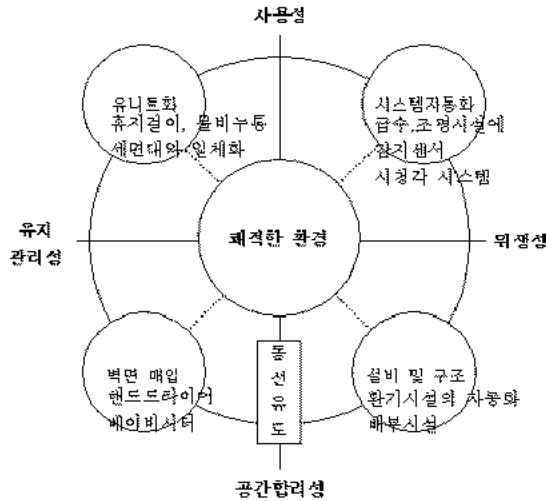 사용성
유니트화
휴지걸이, 물비누통
세면대와 일체화
시스템자동화
급수,조명시설에
감지센서
시청각 시스템
유지
관리성
쾌적한 환경
위생성
벽면 매입
핸드드라이어
베이비시터
동
선
유
도
설비 및 구조
환기시설의 자동화
배부시설
공간합리성